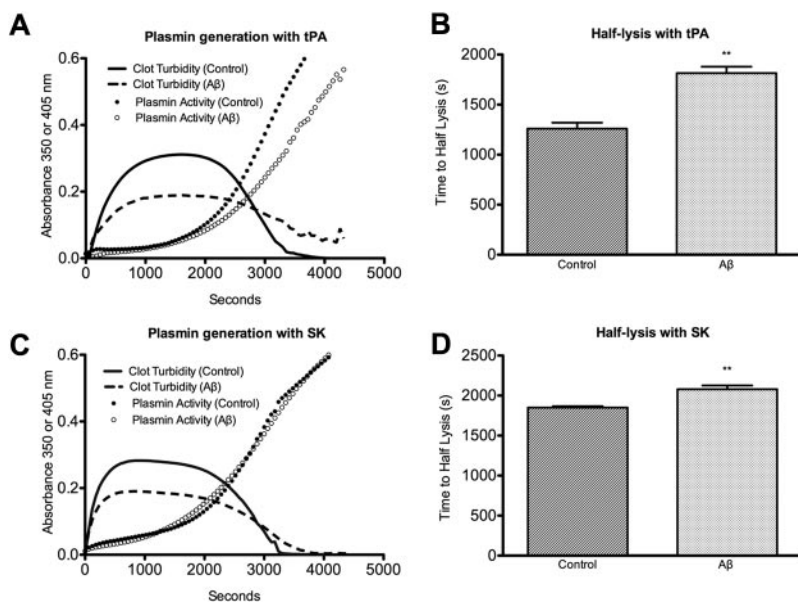 A
Plasmin generation with tPA
Absorbance 350 or 405 nm
0.6
0.4
0.2
0.0
Clot Turbidity (Control)
Clot Turbidity (Aβ)
Plasmin Activity (Control)
Plasmin Activity (Aβ)
0 1000 2000 3000 4000 5000
Seconds
B
Half-lysis with tPA
Time to Half Lysis (s)
2000
1500
1000
500
0
**
Control Aβ
C
Plasmin generation with SK
Absorbance 350 or 405 nm
0.6
0.4
0.2
0.0
Clot Turbidity (Control)
Clot Turbidity (Aβ)
Plasmin Activity (Control)
Plasmin Activity (Aβ)
0 1000 2000 3000 4000 5000
Seconds
D
Half-lysis with SK
Time to Half Lysis (s)
2500
2000
1500
1000
500
0
**
Control Aβ